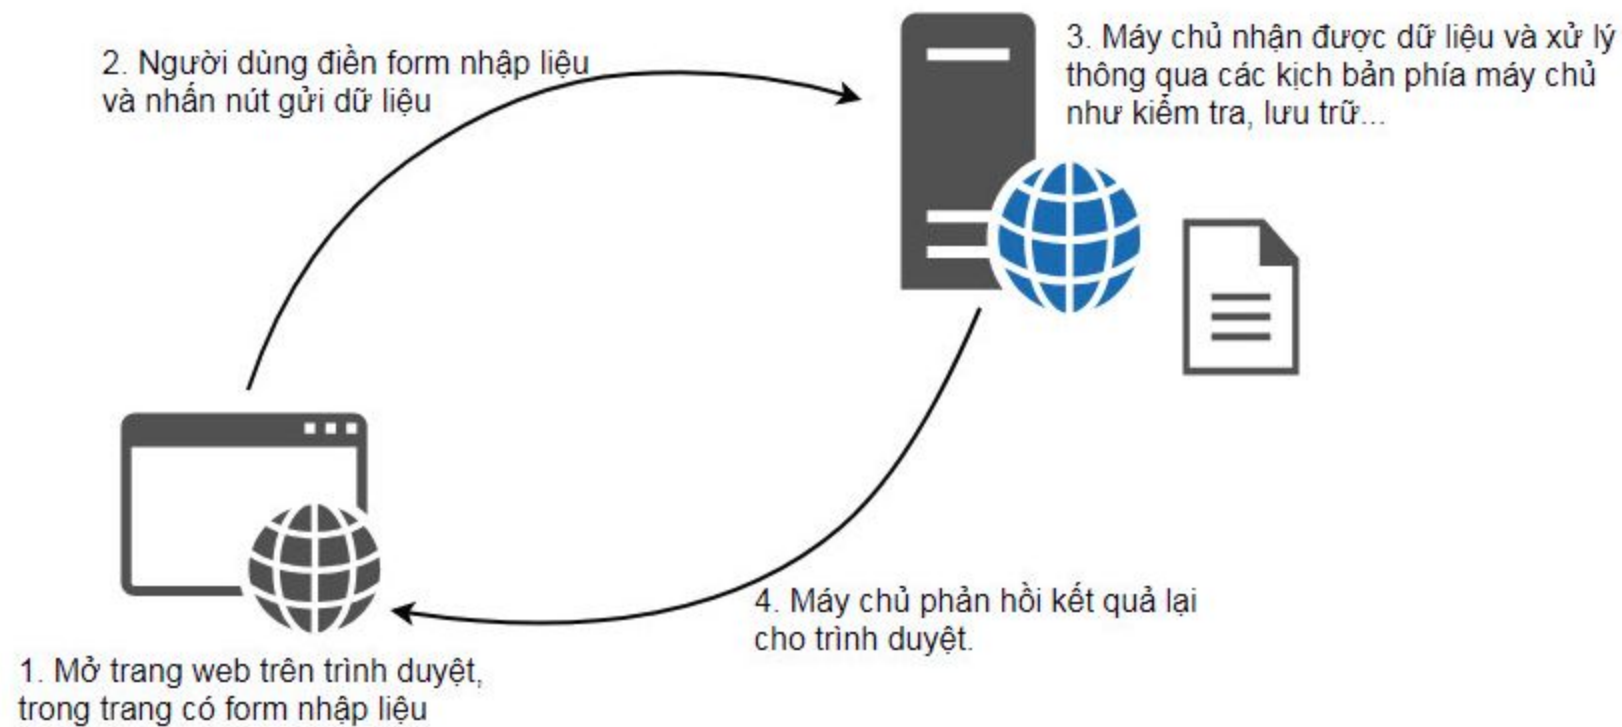 2. Người dùng điền form nhập liệu
và nhấn nút gửi dữ liệu
3. Máy chủ nhận được dữ liệu và xử lý
thông qua các kịch bản phía máy chủ
như kiểm tra, lưu trữ...
4. Máy chủ phản hồi kết quả lại
cho trình duyệt.
1. Mở trang web trên trình duyệt,
trong trang có form nhập liệu